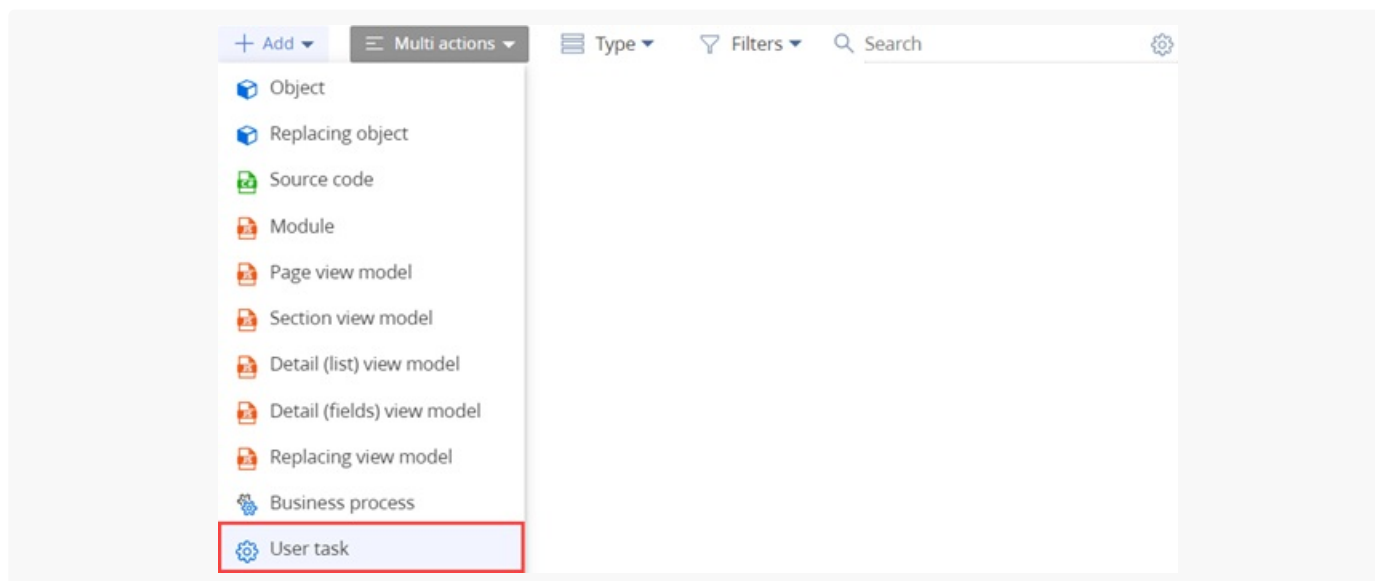 Add Multi actions Type Filters Search
Object
Replacing object
Source code
Module
Page view model
Section view model
Detail (list) view model
Detail (fields) view model
Replacing view model
Business process
User task